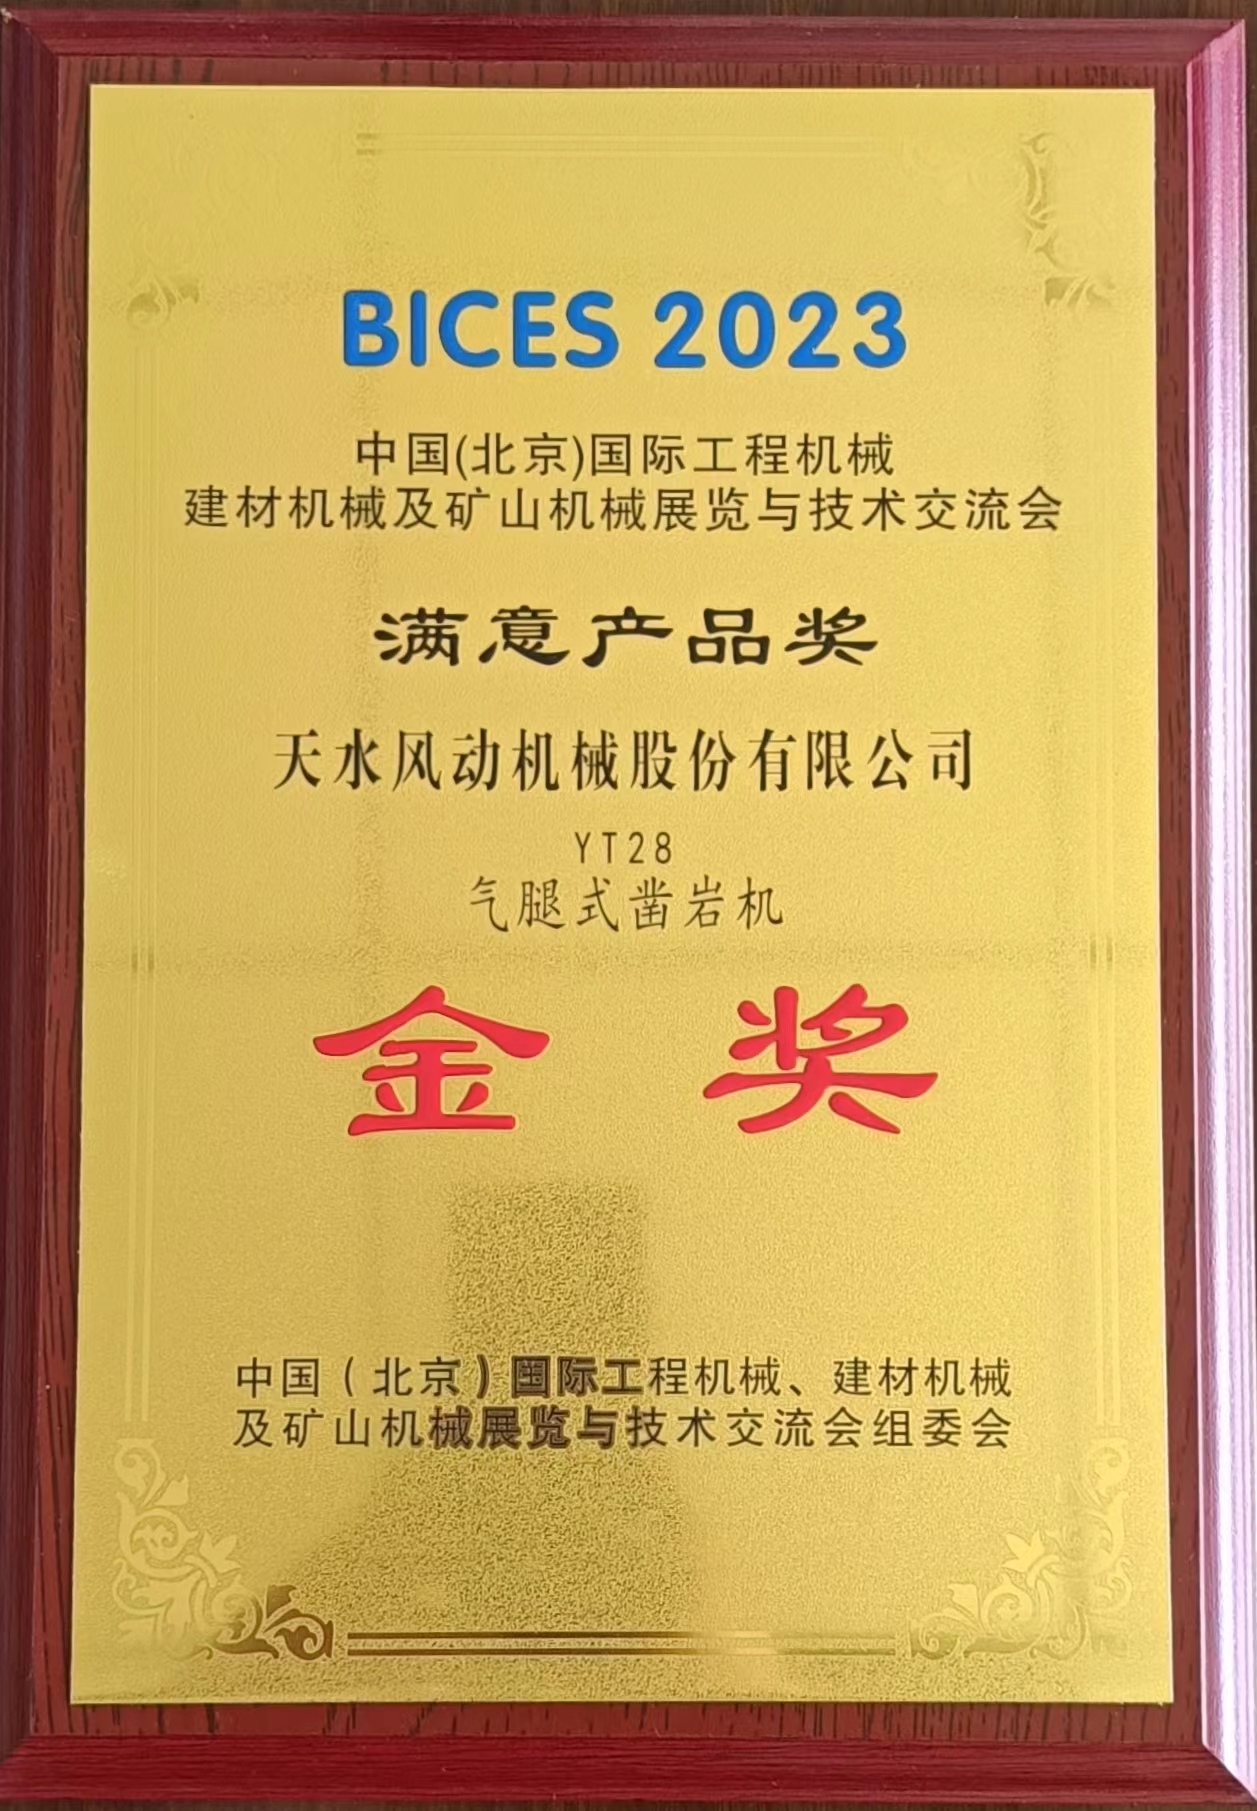 BICES 2023
中国(北京)国际工程机械
建材机械及矿山机械展览与技术交流会
满意产品奖
天水风动机械股份有限公司
YT28
气腿式凿岩机
金 奖
中国（北京）国际工程机械、建材机械
及矿山机械展览与技术交流会组委会